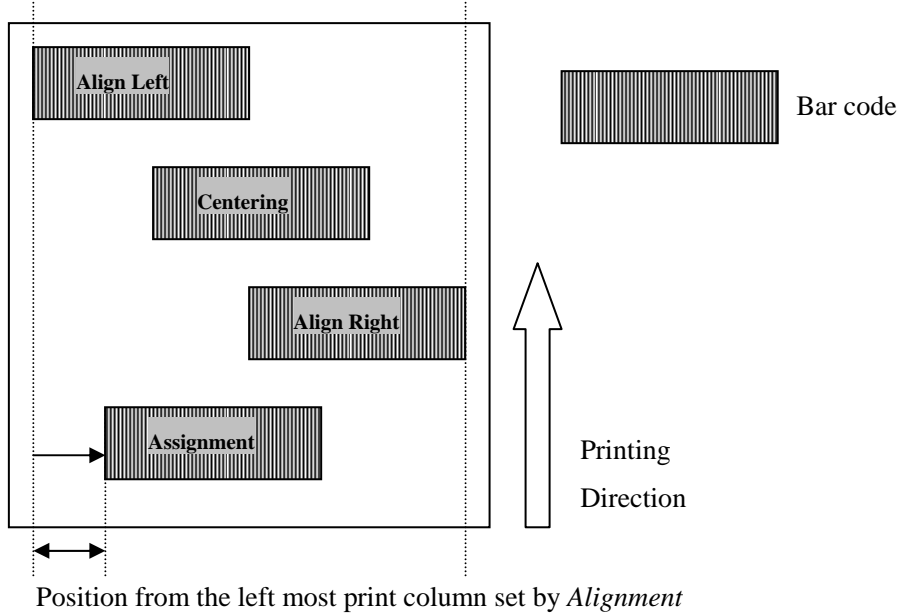 Align Left
Bar code
Centering
Align Right
Assignment
Printing
Direction
Position from the left most print column set by Alignment